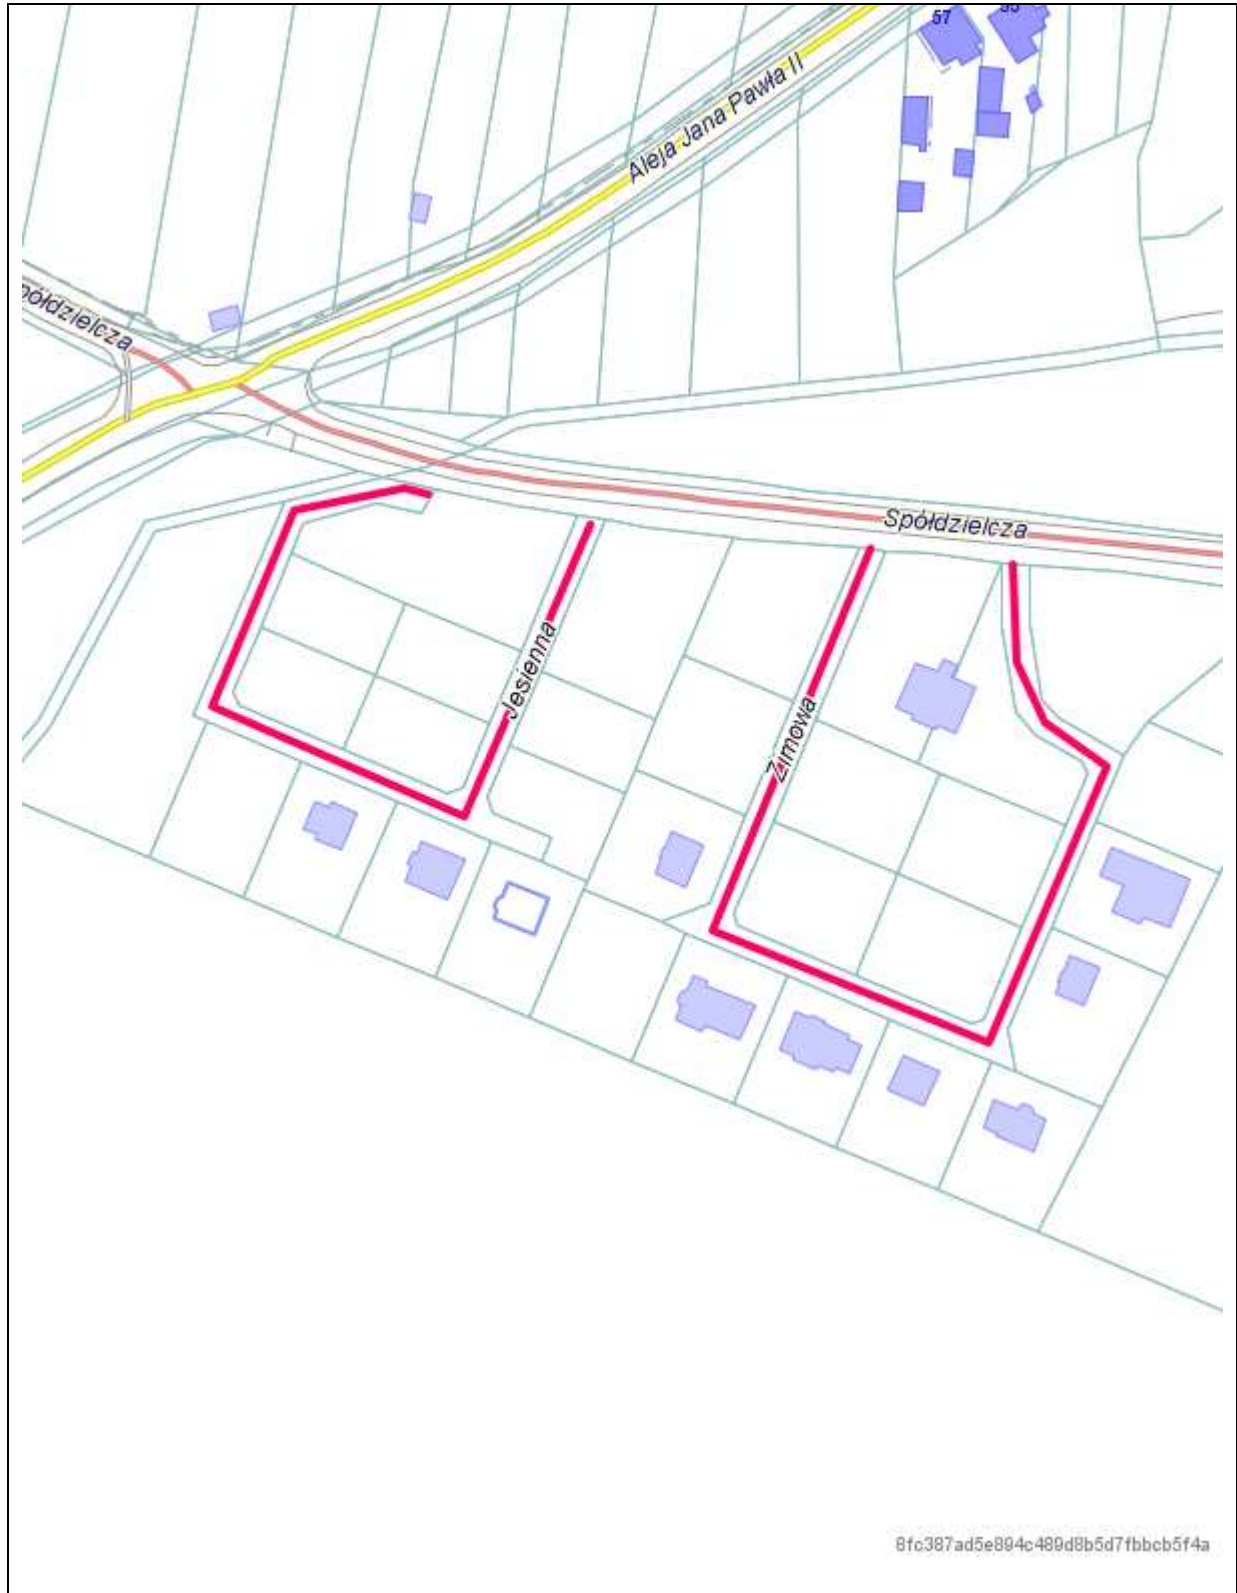 57
Aleja Jana Pawła II
półdzielcza
Spółdzielcza
Jesienna
Zimowa
8fc387ad5e894c489d8b5d7fbbcb5f4a